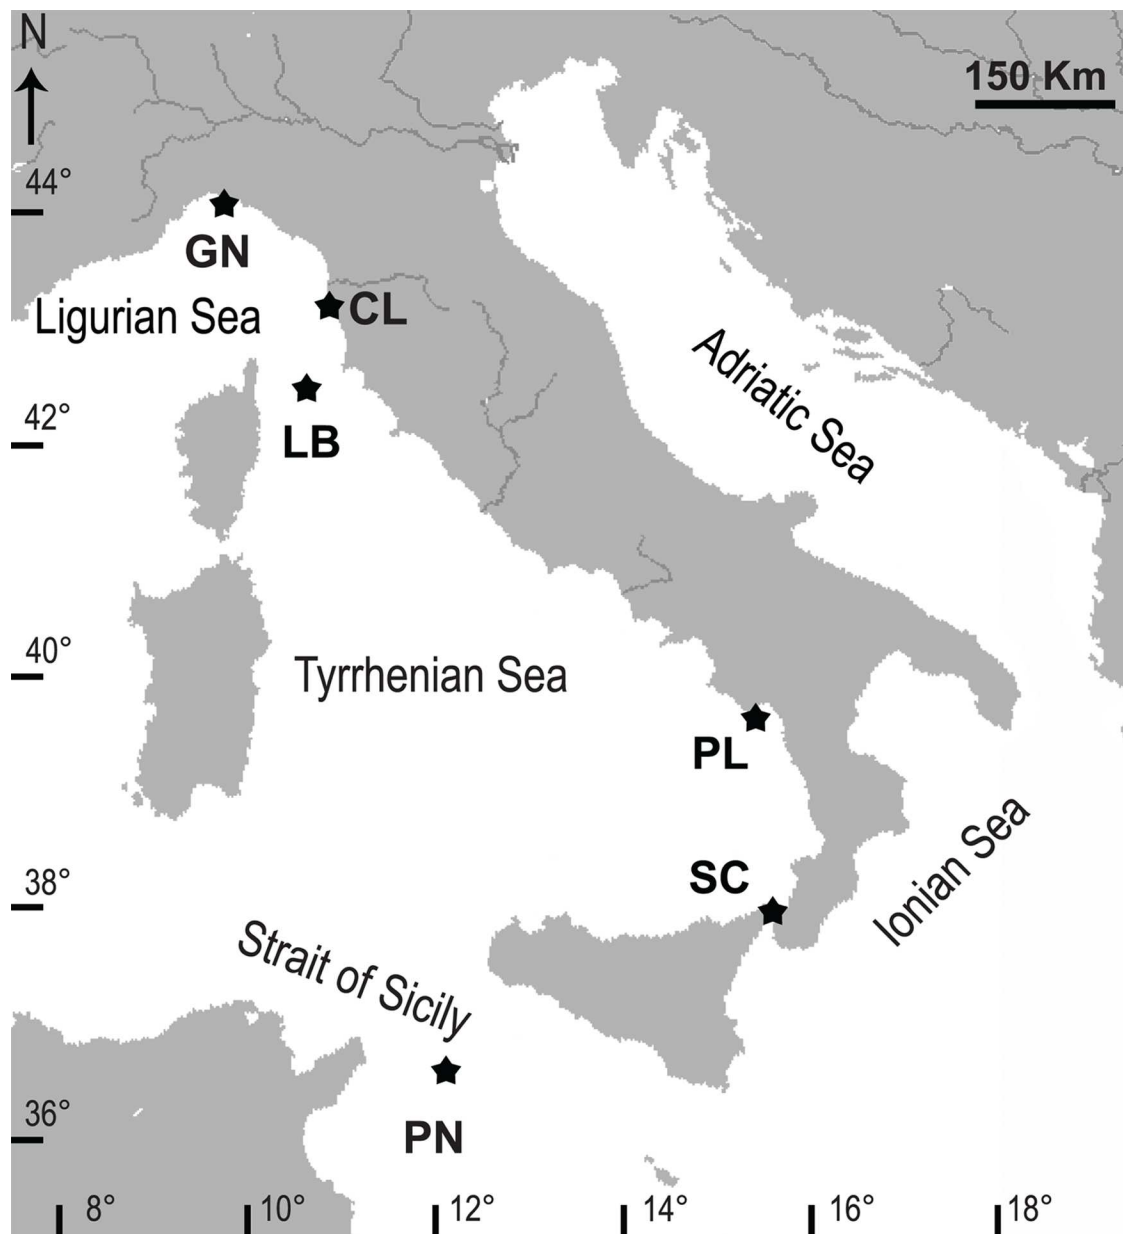 N
150 Km
44°
GN
Ligurian Sea
CL
Adriatic Sea
42°
LB
40°
Tyrrhenian Sea
PL
Ionian Sea
38°
SC
Strait of Sicily
36°
PN
8°
10°
12°
14°
16°
18°